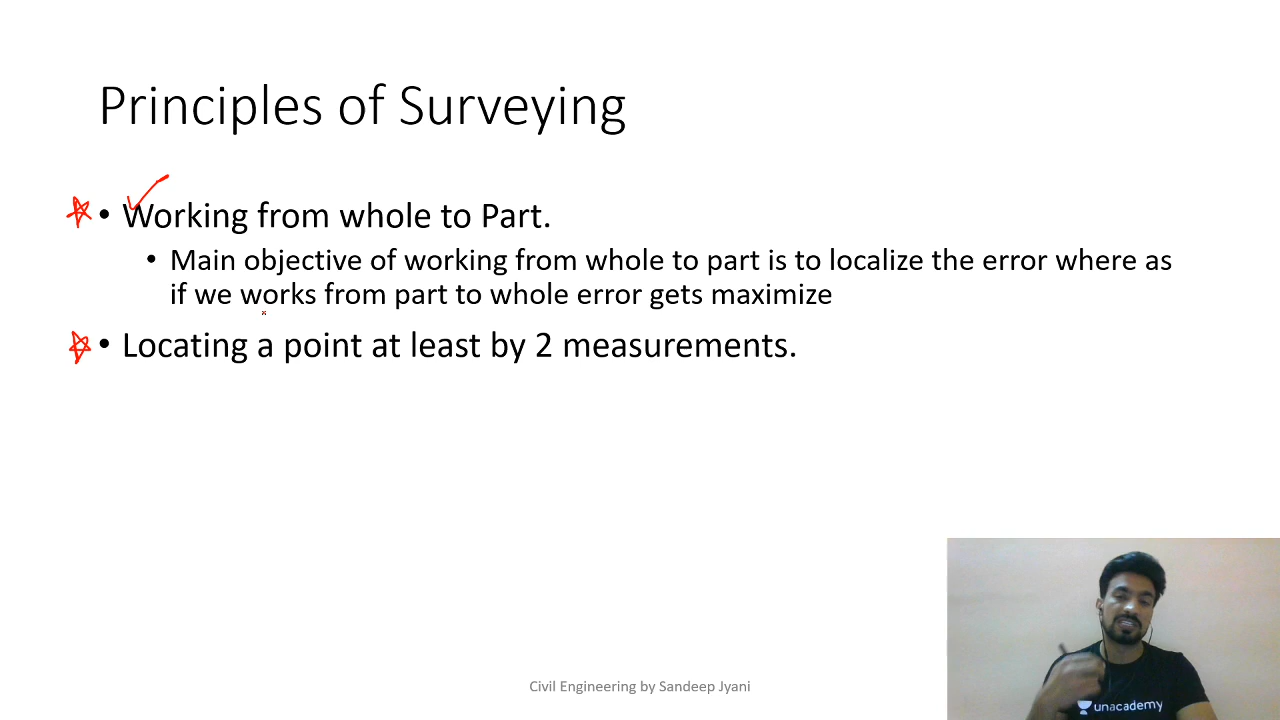 Principles of Surveying
• Working from whole to Part.
• Main objective of working from whole to part is to localize the error where as
if we works from part to whole error gets maximize
• Locating a point at least by 2 measurements.
Civil Engineering by Sandeep Jyani
unacademy